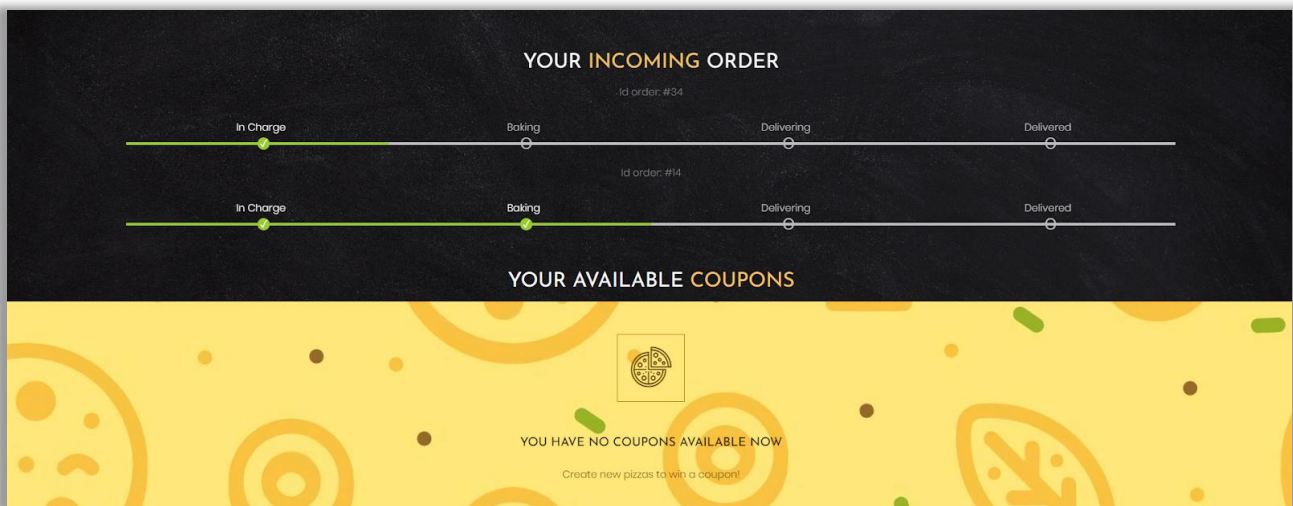 YOUR INCOMING ORDER
Id order: #34
In Charge Baking Delivering Delivered
Id order: #14
In Charge Baking Delivering Delivered
YOUR AVAILABLE COUPONS
YOU HAVE NO COUPONS AVAILABLE NOW
Create new pizzas to win a coupon!